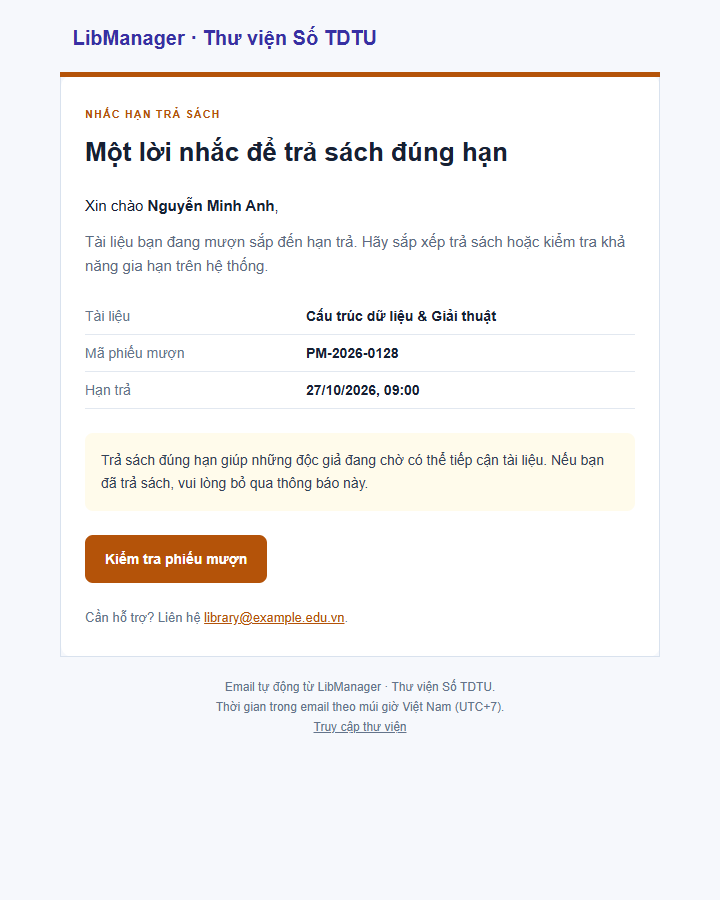 LibManager · Thư viện Số TDTU
NHẮC HẠN TRẢ SÁCH
Một lời nhắc để trả sách đúng hạn
Xin chào Nguyễn Minh Anh,
Tài liệu bạn đang mượn sắp đến hạn trả. Hãy sắp xếp trả sách hoặc kiểm tra khả
năng gia hạn trên hệ thống.
Tài liệu Cấu trúc dữ liệu & Giải thuật
Mã phiếu mượn PM-2026-0128
Hạn trả 27/10/2026, 09:00
Trả sách đúng hạn giúp những độc giả đang chờ có thể tiếp cận tài liệu. Nếu bạn
đã trả sách, vui lòng bỏ qua thông báo này.
Kiểm tra phiếu mượn
Cần hỗ trợ? Liên hệ library@example.edu.vn.
Email tự động từ LibManager · Thư viện Số TDTU.
Thời gian trong email theo múi giờ Việt Nam (UTC+7).
Truy cập thư viện